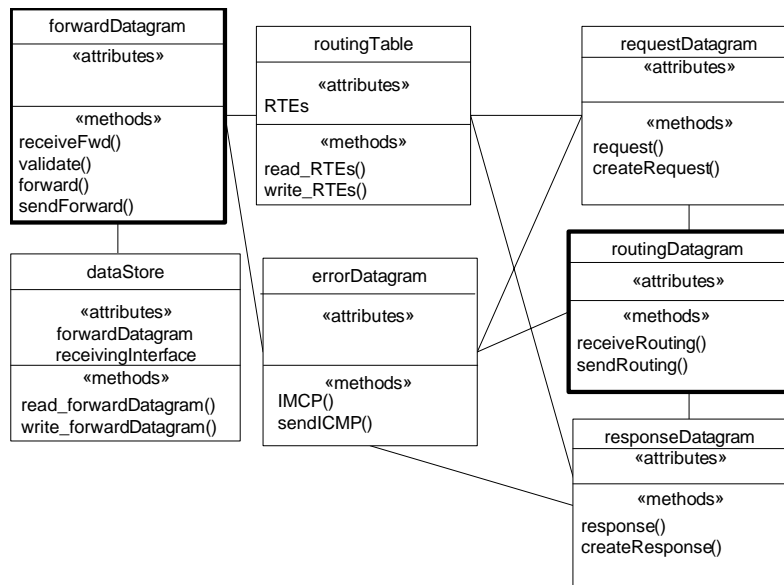 forwardDatagram
«attributes»
«methods»
receiveFwd()
validate()
forward()
sendForward()
routingTable
«attributes»
RTEs
«methods»
read_RTEs()
write_RTEs()
requestDatagram
«attributes»
«methods»
request()
createRequest()
dataStore
«attributes»
forwardDatagram
receivingInterface
«methods»
read_forwardDatagram()
write_forwardDatagram()
errorDatagram
«attributes»
«methods»
IMCP()
sendICMP()
routingDatagram
«attributes»
«methods»
receiveRouting()
sendRouting()
responseDatagram
«attributes»
«methods»
response()
createResponse()